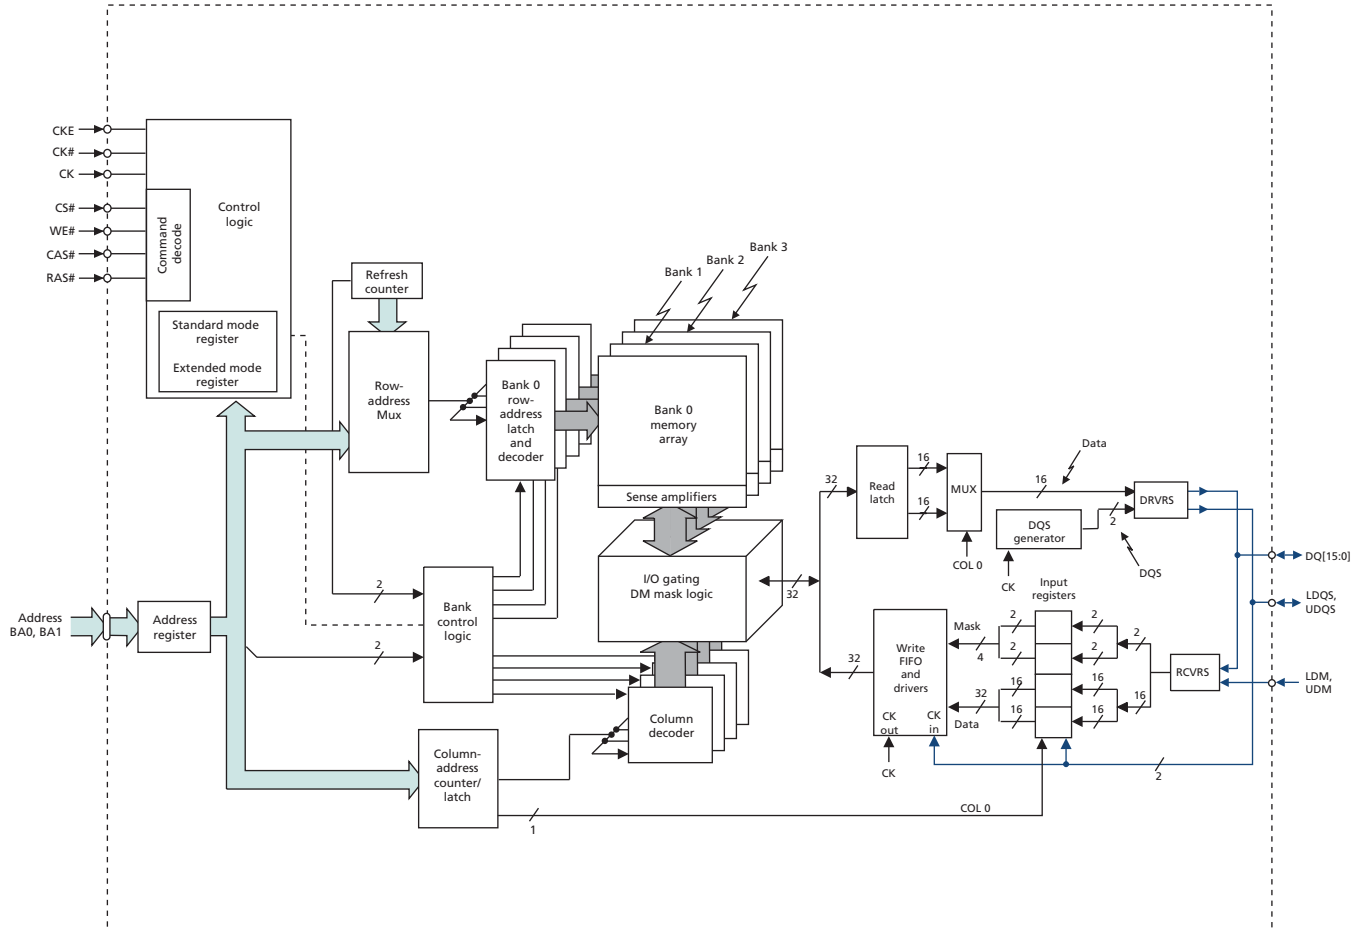 CKE
CK#
CK
CS#
WE#
CAS#
RAS#
Command
decode
Control
logic
Standard mode
register
Extended mode
register
Refresh
counter
Row-
address
Mux
Bank 0
row-
address
latch
and
decoder
Bank 1
Bank 2
Bank 3
Bank 0
memory
array
Sense amplifiers
I/O gating
DM mask logic
32
Address
BA0, BA1
Address
register
2
2
Bank
control
logic
Column-
address
counter/
latch
1
Column
decoder
COL 0
32
Read
latch
16
16
MUX
COL 0
16
Data
DQS
generator
CK
2
DQS
DRVRS
DQ[15:0]
LDQS,
UDQS
LDM,
UDM
Input
registers
32
Write
FIFO
and
drivers
CK
out
CK
in
CK
Mask
4
32
Data
2
2
16
16
2
2
16
16
2
16
RCVRS
2